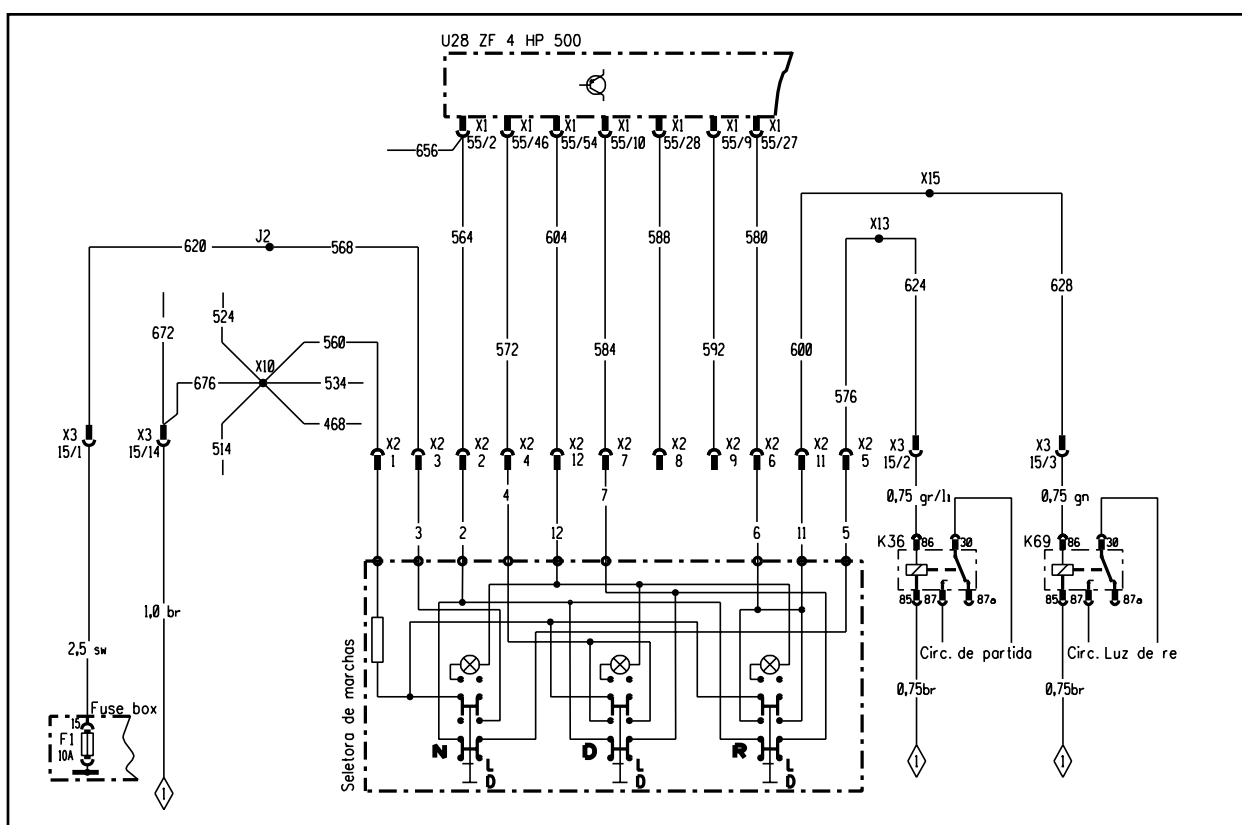 U28 ZF 4 HP 500
X1 X1 X1 X1 X1 X1 X1
55/2 55/46 55/54 55/10 55/28 55/9 55/27
656
X15
X13
J2
620 568 564 604 588 580
624 628
524
672
560
X10
572 584 592 600
676 534
576
468
514
X3 15/1
X3 15/14
X2 1
X2 3
X2 2
X2 4
X2 12
X2 7
X2 8
X2 9
X2 6
X2 11
X2 5
X3 15/2
X3 15/3
4 7
0,75 gr/li
0,75 gn
3 2 12 6 11 5
K36 86 30
K69 86 30
85 87 87a
85 87 87a
1,0 br
2,5 sw
Circ. de partida
Circ. Luz de re
0,75br
0,75br
Seletora de marchas
Fuse box
15
F1
10A
N D R
L L L
D D D
1
1
1